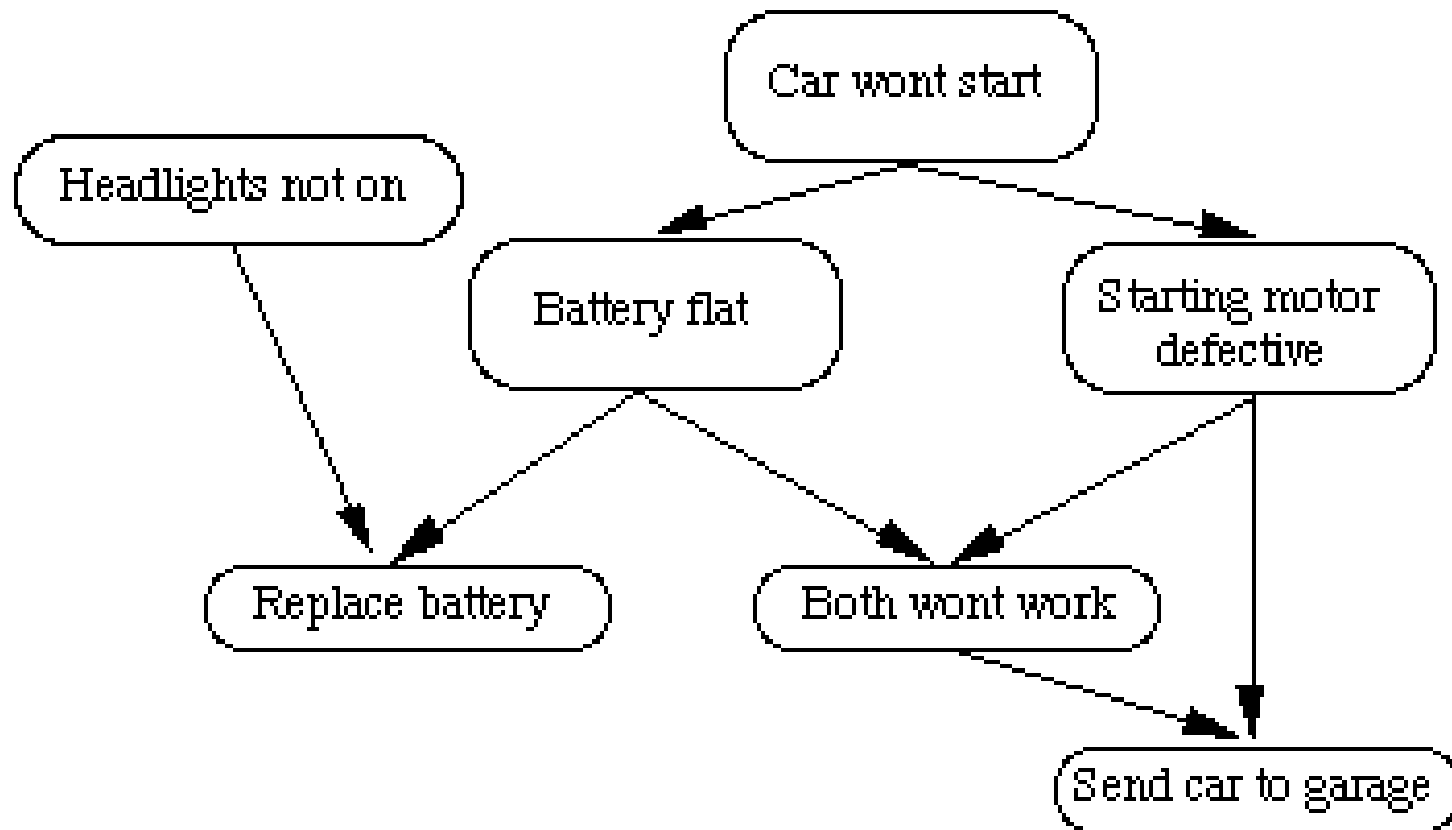 Car wont start
Headlights not on
Battery flat
Starting motor
defective
Replace battery
Both wont work
Send car to garage